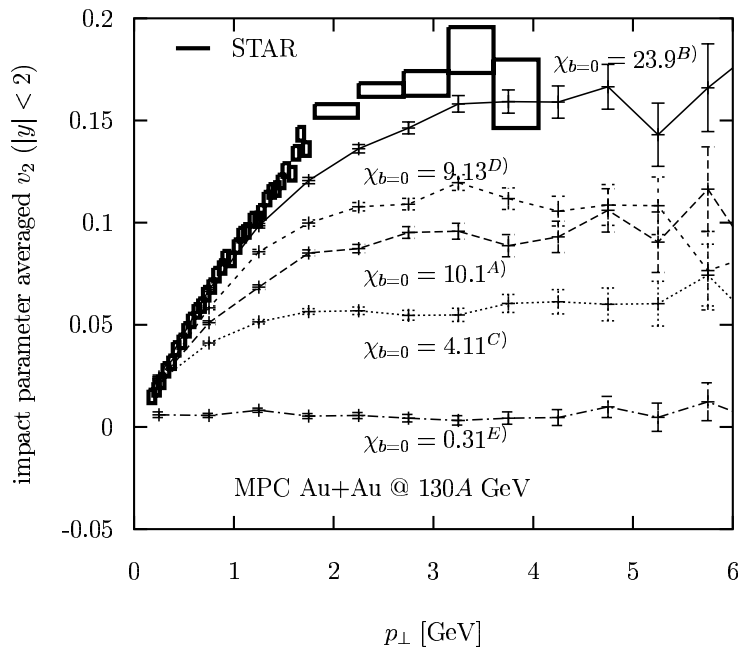 0.2
STAR
χb=0 = 23.9B)
0.15
χb=0 = 9.13D)
0.1
χb=0 = 10.1A)
0.05
χb=0 = 4.11C)
0
χb=0 = 0.31E)
MPC Au+Au @ 130A GeV
-0.05
0 1 2 3 4 5 6
p⊥ [GeV]
impact parameter averaged v2 (|y| < 2)